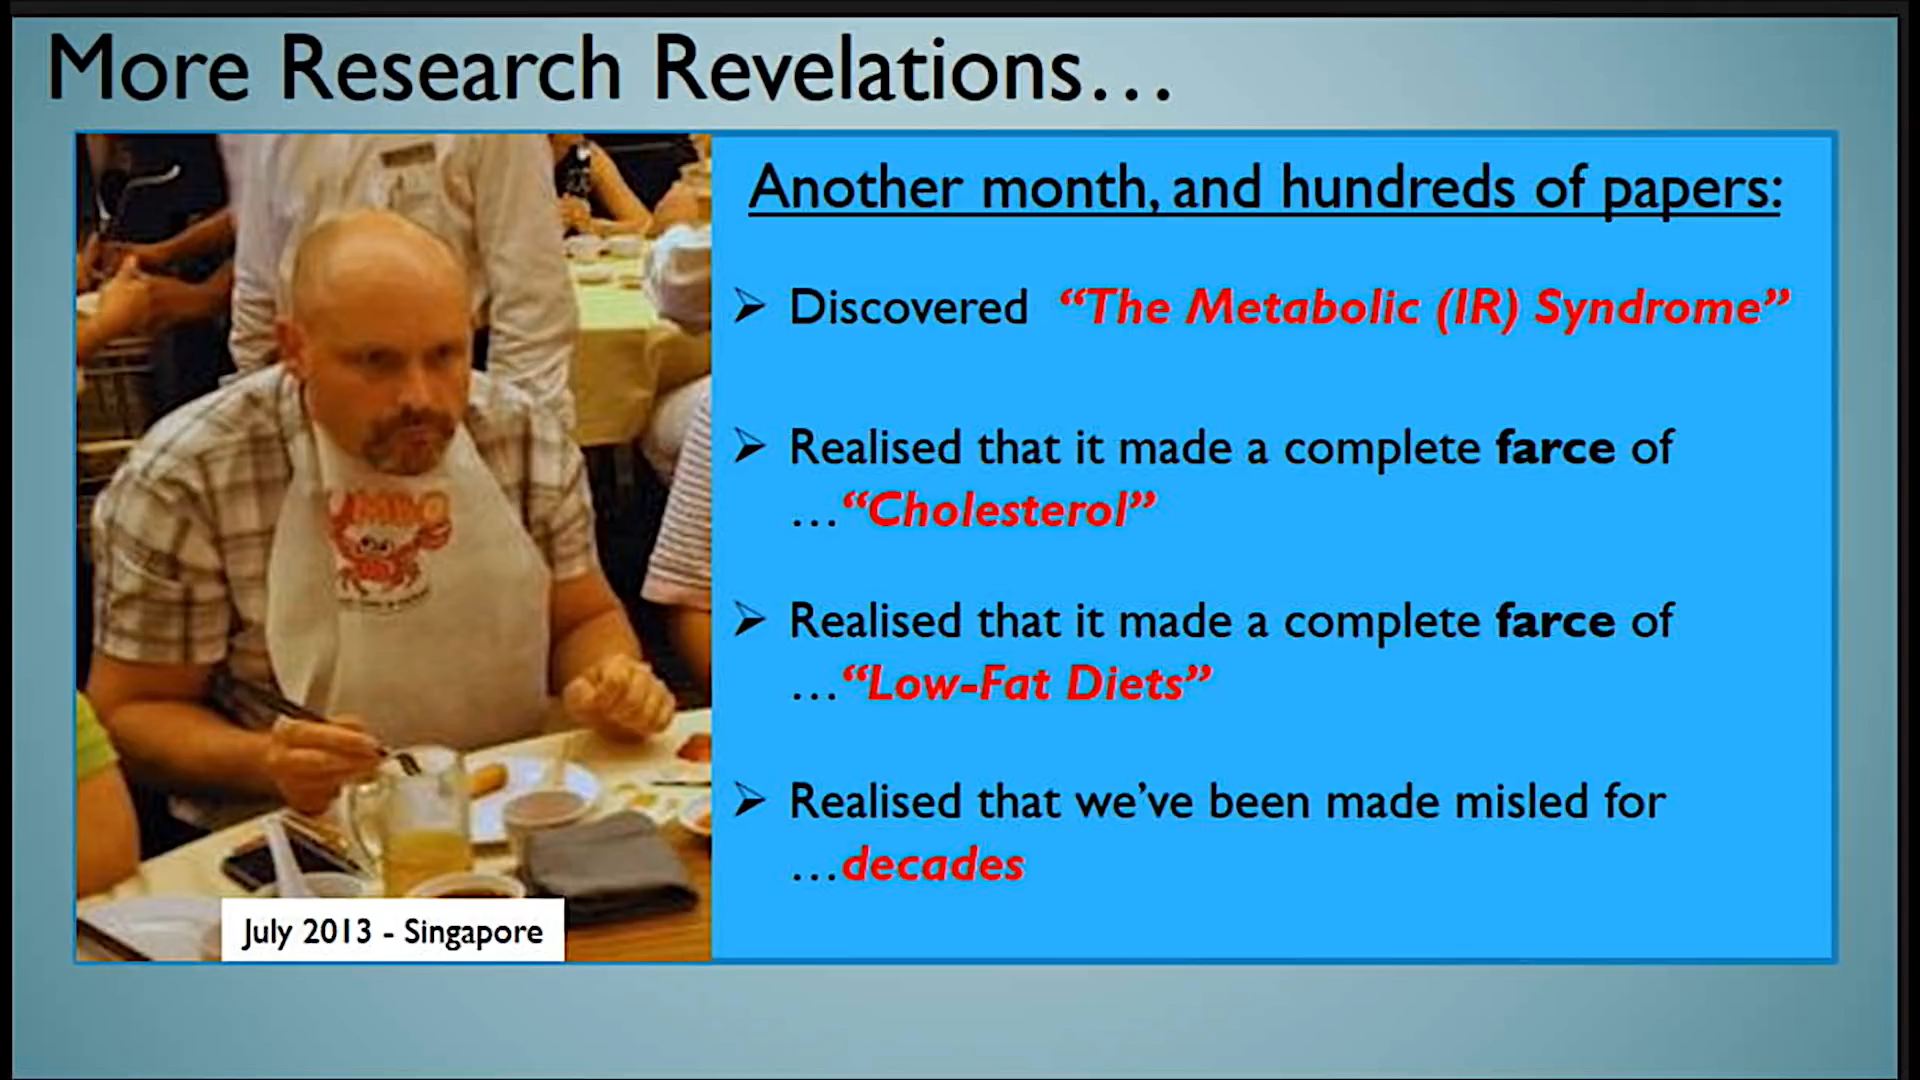 More Research Revelations...
Another month, and hundreds of papers:
Discovered "The Metabolic (IR) Syndrome"
Realised that it made a complete farce of
..."Cholesterol"
Realised that it made a complete farce of
..."Low-Fat Diets"
Realised that we've been made misled for
...decades
JUMBO
July 2013 - Singapore